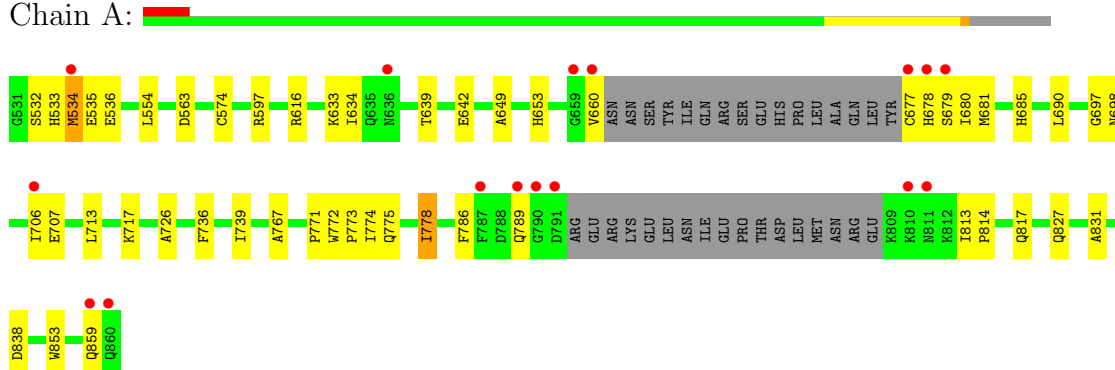 Chain A:
G531 S532 H533 M534 E535 E536 L554 D563 C574 R597 R616 K633 I634 Q635 N636 T639 E642 A649 H653 G659 V660 ASN ASN SER TYR ILE GLN ARG SER GLU HIS PRO LEU ALA GLN LEU TYR C677 H678 S679 I680 M681 H685 L690 G697 N698
I706 E707 L713 K717 A726 F736 I739 A767 P771 W772 P773 I774 Q775 I778 F786 F787 D788 Q789 G790 D791 ARG GLU ARG LYS GLU LEU ASN ILE GLU PRO THR ASP LEU MET ASN ARG GLU K809 K810 N811 K812 I813 P814 Q817 Q827 A831
D838 W853 Q859 Q860